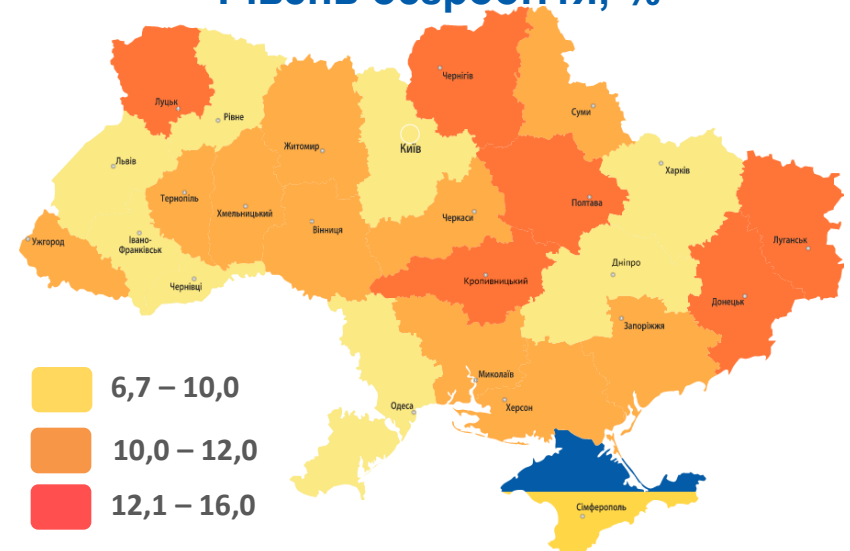 Рівень безробіття, %
Чернігів
Луцьк
Суми
Рівне
Житомир
Київ
Львів
Харків
Тернопіль
Полтава
Хмельницький
Черкаси
Вінниця
Ужгород
Івано-
Франківськ
Луганськ
Дніпро
Чернівці
Кропивницький
Донецьк
Запоріжжя
Миколаїв
6,7 – 10,0
Одеса
Херсон
10,0 – 12,0
12,1 – 16,0
Сімферополь